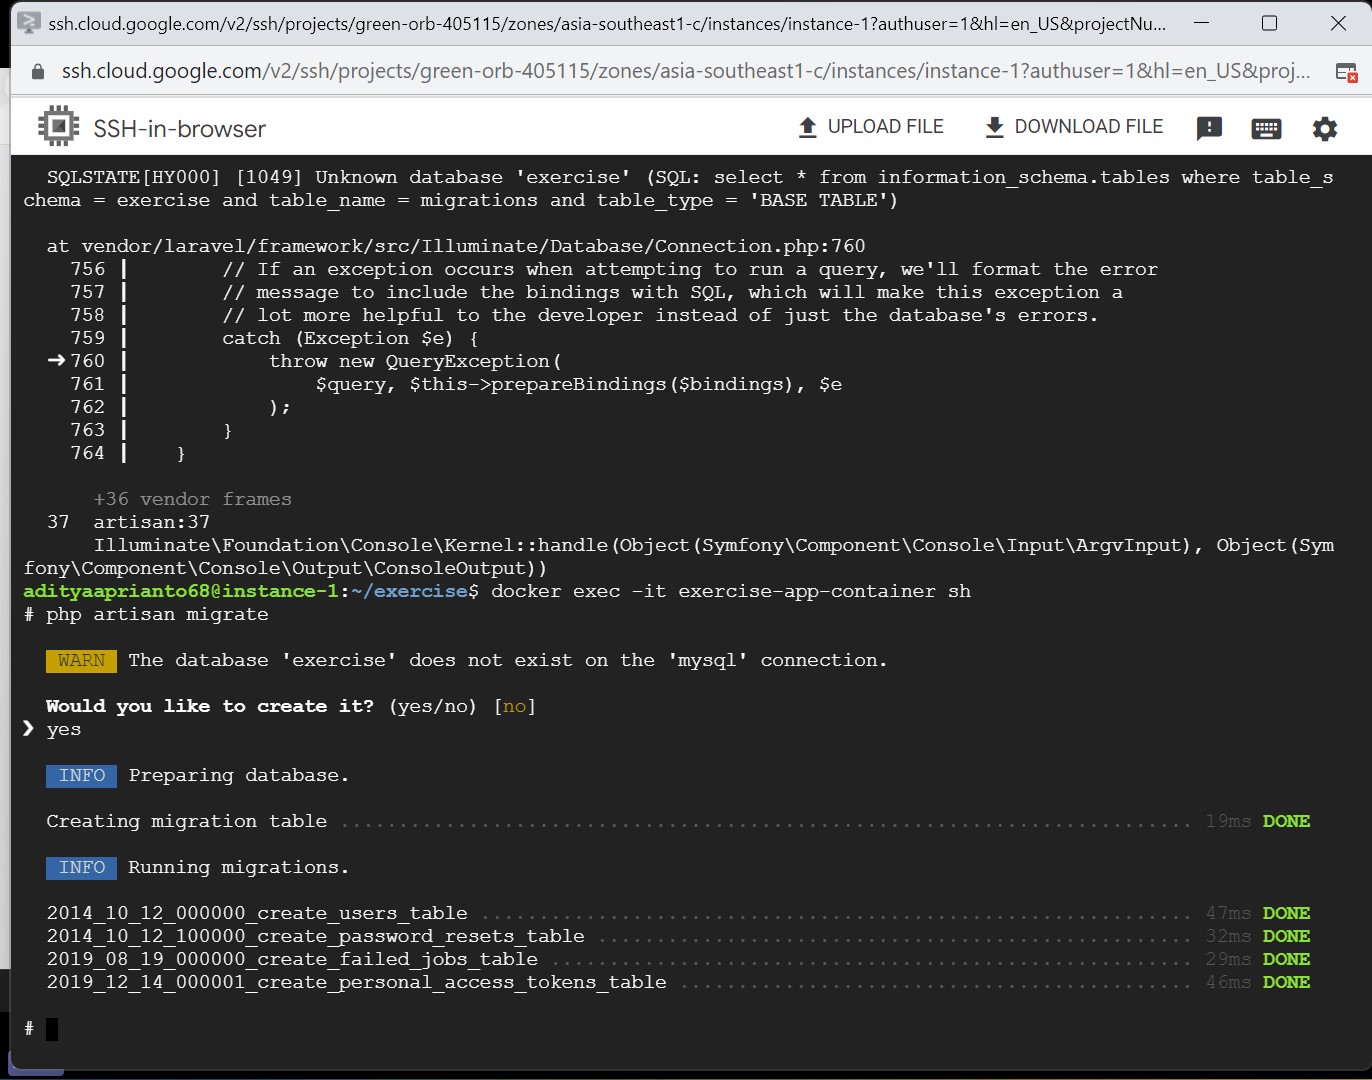 ssh.cloud.google.com/v2/ssh/projects/green-orb-405115/zones/asia-southeast1-c/instances/instance-1?authuser=1&hl=en_US&projectNu...
ssh.cloud.google.com/v2/ssh/projects/green-orb-405115/zones/asia-southeast1-c/instances/instance-1?authuser=1&hl=en_US&proj...
SSH-in-browser
UPLOAD FILE
DOWNLOAD FILE
SQLSTATE[HY000] [1049] Unknown database 'exercise' (SQL: select * from information_schema.tables where table_s
chema = exercise and table_name = migrations and table_type = 'BASE TABLE')
at vendor/laravel/framework/src/Illuminate/Database/Connection.php:760
756 | // If an exception occurs when attempting to run a query, we'll format the error
757 | // message to include the bindings with SQL, which will make this exception a
758 | // lot more helpful to the developer instead of just the database's errors.
759 | catch (Exception $e) {
➜ 760 | throw new QueryException(
761 | $query, $this->prepareBindings($bindings), $e
762 | );
763 | }
764 | }
+36 vendor frames
37 artisan:37
Illuminate\Foundation\Console\Kernel::handle(Object(Symfony\Component\Console\Input\ArgvInput), Object(Sym
fony\Component\Console\Output\ConsoleOutput))
adityaaprianto68@instance-1:~/exercise$ docker exec -it exercise-app-container sh
# php artisan migrate
WARN The database 'exercise' does not exist on the 'mysql' connection.
Would you like to create it? (yes/no) [no]
❯ yes
INFO Preparing database.
Creating migration table ........................................................................ 19ms DONE
INFO Running migrations.
2014_10_12_000000_create_users_table ............................................................ 47ms DONE
2014_10_12_100000_create_password_resets_table .................................................. 32ms DONE
2019_08_19_000000_create_failed_jobs_table ...................................................... 29ms DONE
2019_12_14_000001_create_personal_access_tokens_table ........................................... 46ms DONE
#